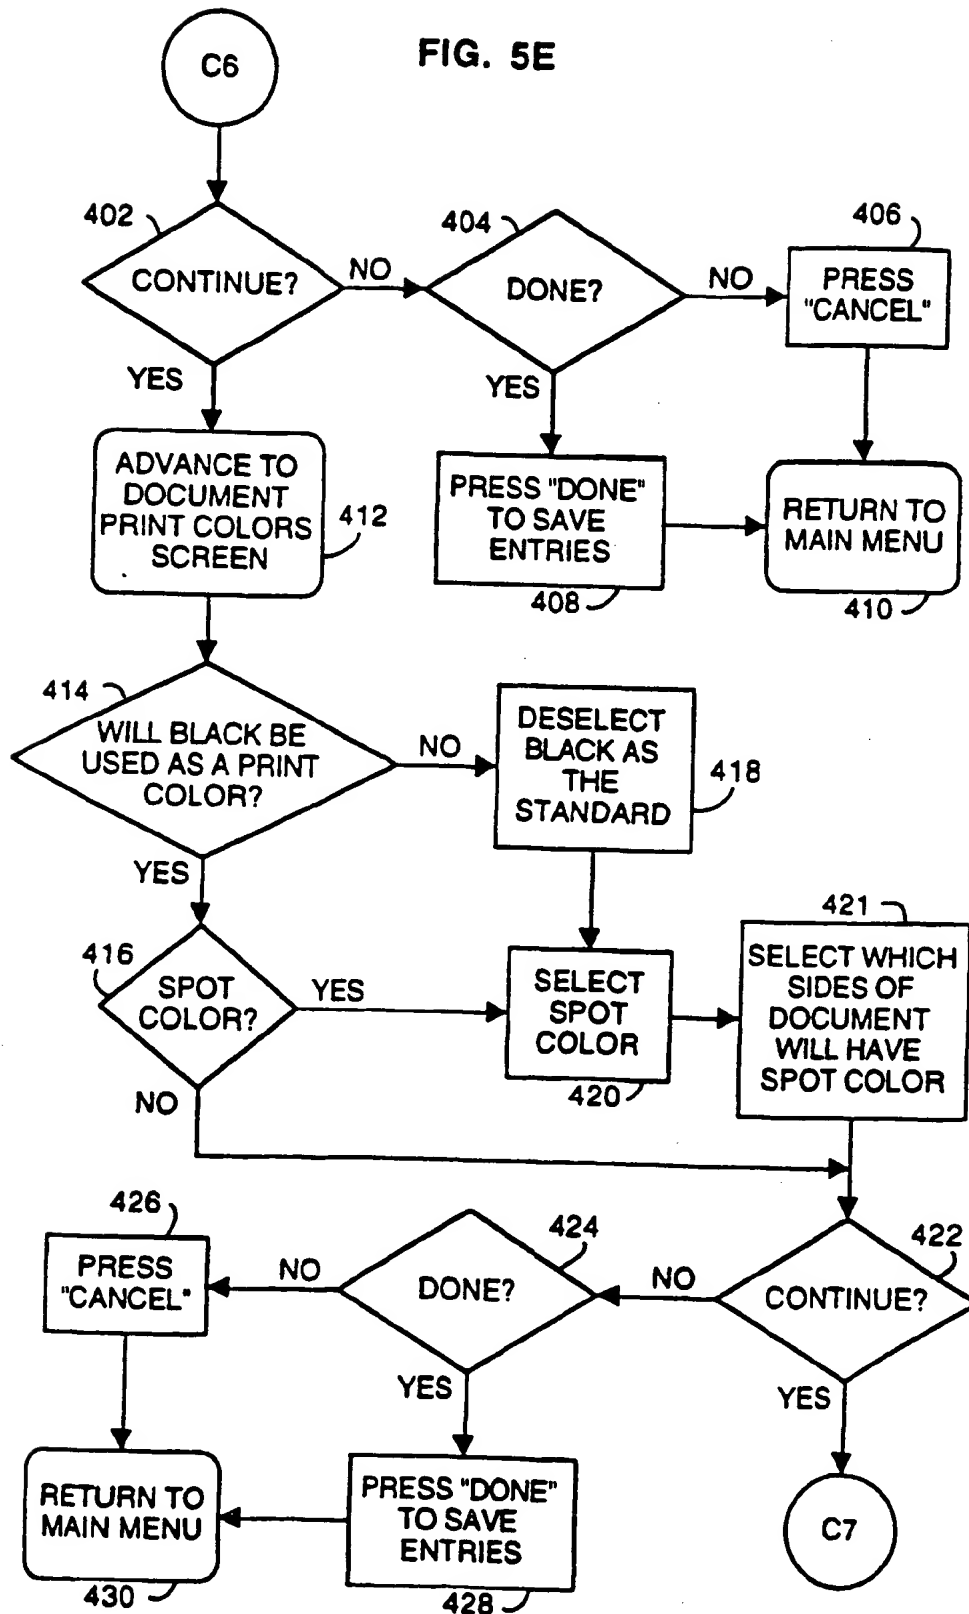 C6
FIG. 5E
402
CONTINUE?
NO
YES
404
DONE?
NO
YES
406
PRESS
"CANCEL"
ADVANCE TO
DOCUMENT
PRINT COLORS
SCREEN
412
PRESS "DONE"
TO SAVE
ENTRIES
408
RETURN TO
MAIN MENU
410
414
WILL BLACK BE
USED AS A PRINT
COLOR?
NO
YES
DESELECT
BLACK AS
THE
STANDARD
418
416
SPOT
COLOR?
YES
NO
SELECT
SPOT
COLOR
420
421
SELECT WHICH
SIDES OF
DOCUMENT
WILL HAVE
SPOT COLOR
426
PRESS
"CANCEL"
NO
424
DONE?
YES
NO
422
CONTINUE?
YES
RETURN TO
MAIN MENU
430
PRESS "DONE"
TO SAVE
ENTRIES
428
C7